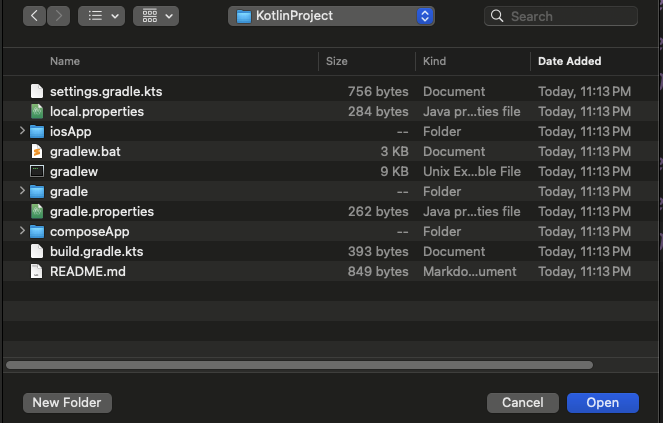 KotlinProject
Search
Name Size Kind Date Added
settings.gradle.kts 756 bytes Document Today, 11:13 PM
local.properties 284 bytes Java pr...ties file Today, 11:13 PM
iosApp -- Folder Today, 11:13 PM
gradlew.bat 3 KB Document Today, 11:13 PM
gradlew 9 KB Unix Ex...ble File Today, 11:13 PM
gradle -- Folder Today, 11:13 PM
gradle.properties 262 bytes Java pr...ties file Today, 11:13 PM
composeApp -- Folder Today, 11:13 PM
build.gradle.kts 393 bytes Document Today, 11:13 PM
README.md 849 bytes Markdo...ument Today, 11:13 PM
New Folder Cancel Open